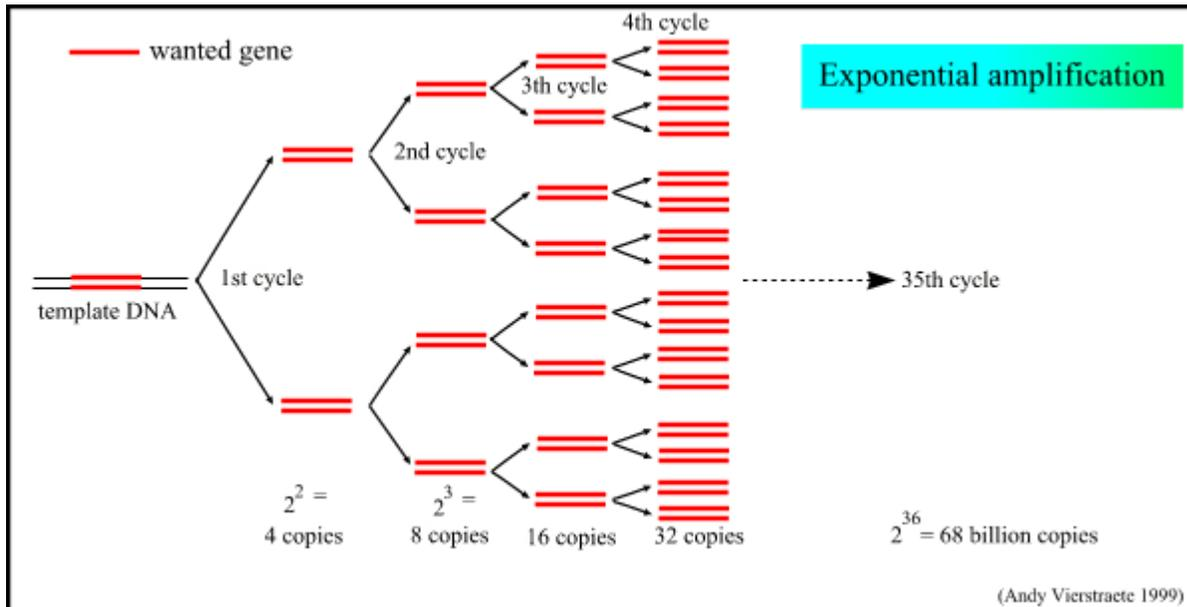 4th cycle
wanted gene
Exponential amplification
3th cycle
2nd cycle
1st cycle
35th cycle
template DNA
2^2 =
4 copies
2^3 =
8 copies
16 copies
32 copies
2^36 = 68 billion copies
(Andy Vierstraete 1999)